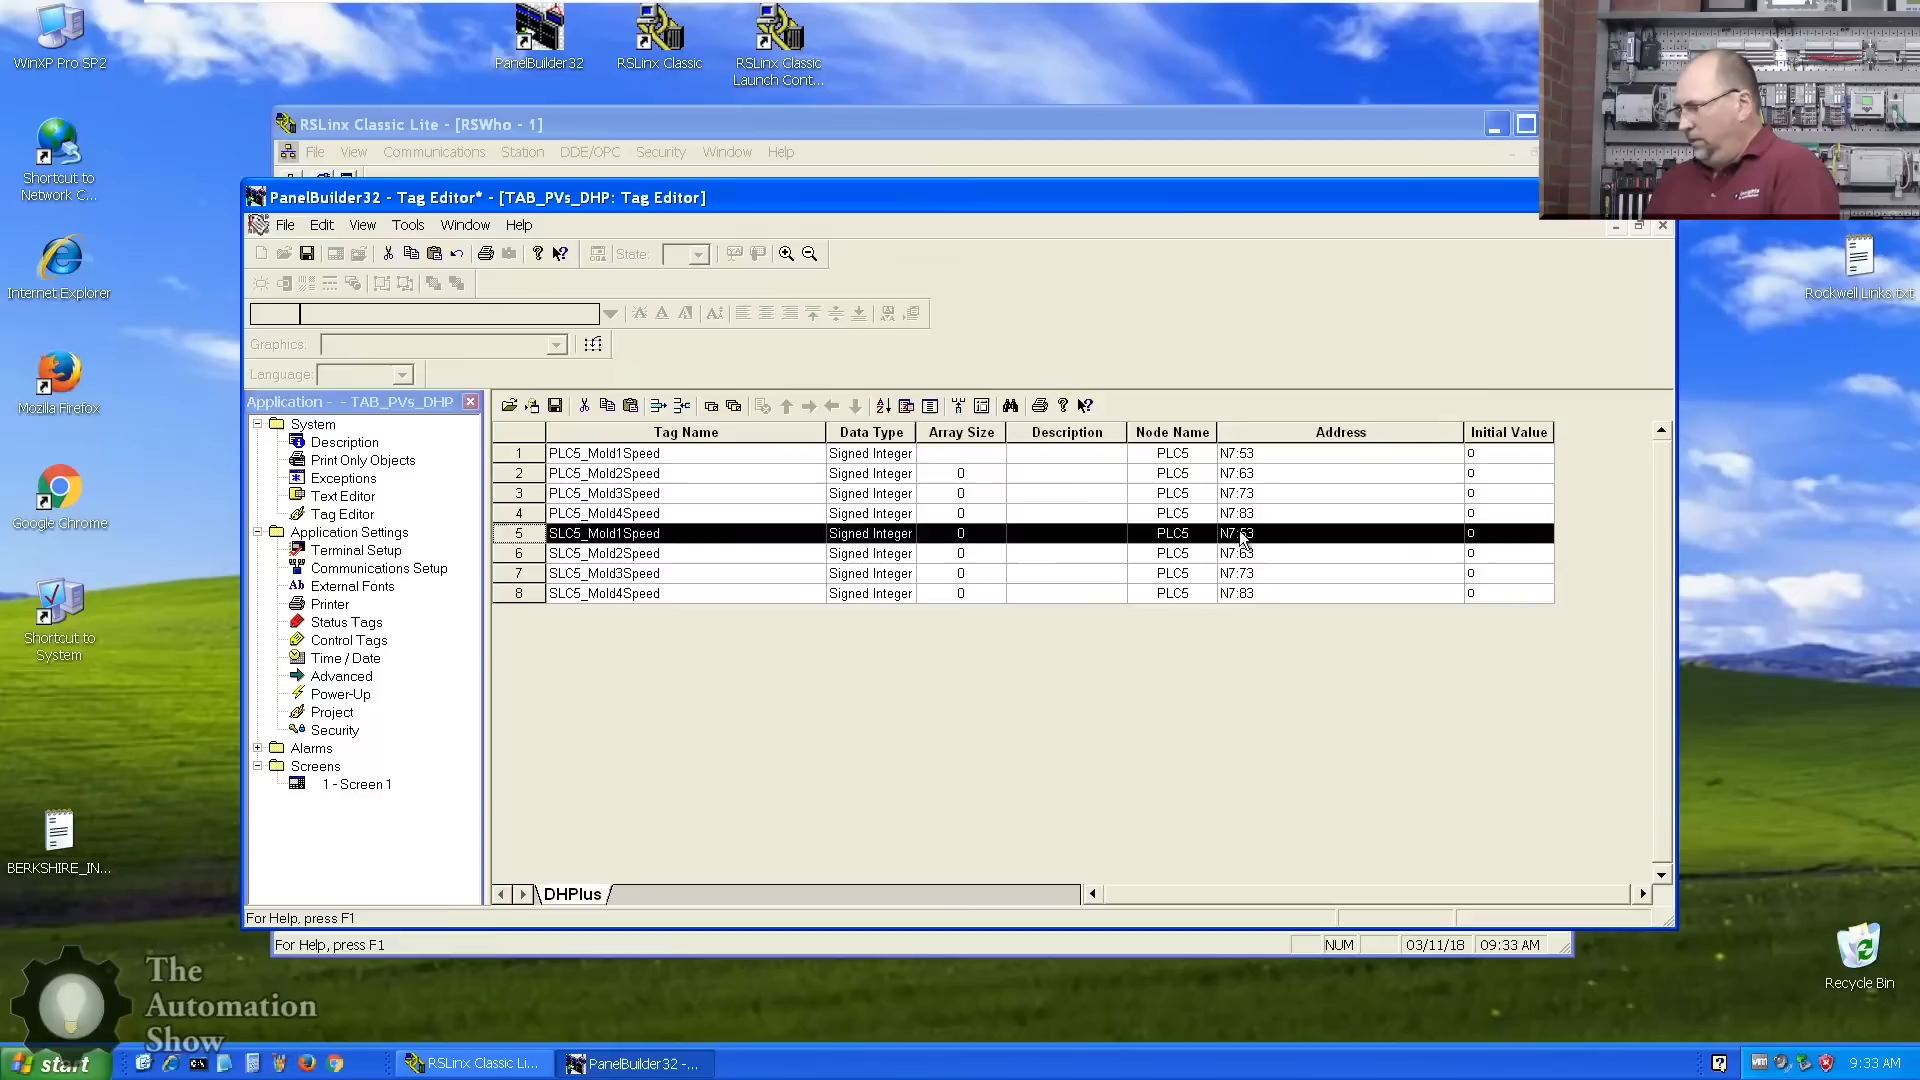 WinXP Pro SP2
PanelBuilder32
RSLinx Classic
RSLinx Classic
Launch Cont...
Shortcut to
Network C...
Internet Explorer
Mozilla Firefox
Google Chrome
Shortcut to
System
BERKSHIRE_IN...
Rockwell Links.txt
Recycle Bin
RSLinx Classic Lite - [RSWho - 1]
File View Communications Station DDE/OPC Security Window Help
PanelBuilder32 - Tag Editor* - [TAB_PVs_DHP: Tag Editor]
File Edit View Tools Window Help
State:
Graphics:
Language:
Application - - TAB_PVs_DHP
System
Description
Print Only Objects
Exceptions
Text Editor
Tag Editor
Application Settings
Terminal Setup
Communications Setup
Ab External Fonts
Printer
Status Tags
Control Tags
Time / Date
Advanced
Power-Up
Project
Security
Alarms
Screens
1 - Screen 1
Tag Name Data Type Array Size Description Node Name Address Initial Value
1 PLC5_Mold1Speed Signed Integer PLC5 N7:53 0
2 PLC5_Mold2Speed Signed Integer 0 PLC5 N7:63 0
3 PLC5_Mold3Speed Signed Integer 0 PLC5 N7:73 0
4 PLC5_Mold4Speed Signed Integer 0 PLC5 N7:83 0
5 SLC5_Mold1Speed Signed Integer 0 PLC5 N7:53 0
6 SLC5_Mold2Speed Signed Integer 0 PLC5 N7:63 0
7 SLC5_Mold3Speed Signed Integer 0 PLC5 N7:73 0
8 SLC5_Mold4Speed Signed Integer 0 PLC5 N7:83 0
DHPlus
For Help, press F1
For Help, press F1
NUM 03/11/18 09:33 AM
The
Automation
Show
start
RSLinx Classic Li...
PanelBuilder32 -...
9:33 AM